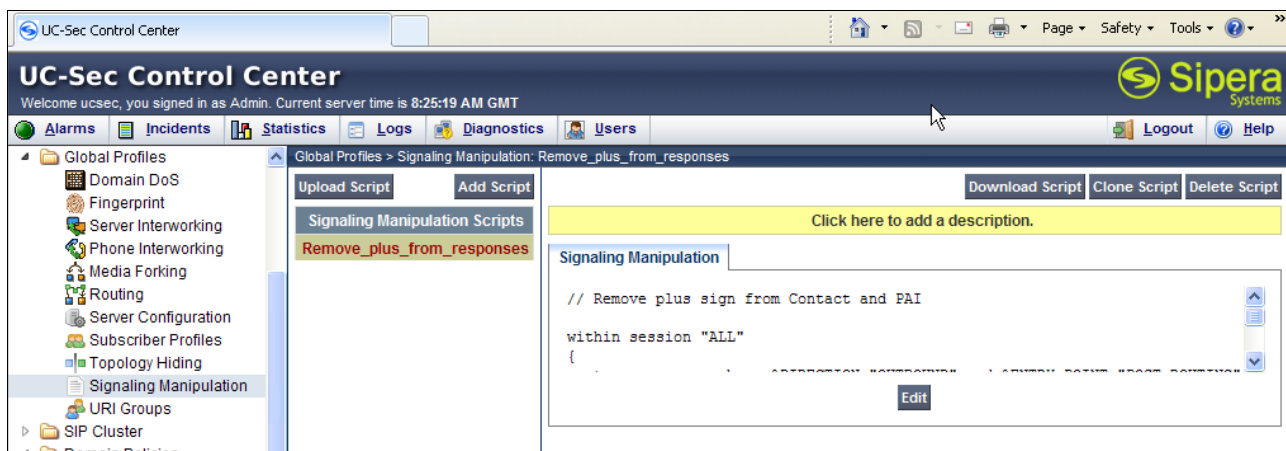 UC-Sec Control Center
Page Safety Tools »
UC-Sec Control Center
Welcome ucsec, you signed in as Admin. Current server time is 8:25:19 AM GMT
Sipera
Systems
Alarms Incidents Statistics Logs Diagnostics Users Logout Help
Global Profiles
Domain DoS
Fingerprint
Server Interworking
Phone Interworking
Media Forking
Routing
Server Configuration
Subscriber Profiles
Topology Hiding
Signaling Manipulation
URI Groups
SIP Cluster
Global Profiles > Signaling Manipulation: Remove_plus_from_responses
Upload Script Add Script
Signaling Manipulation Scripts
Remove_plus_from_responses
Download Script Clone Script Delete Script
Click here to add a description.
Signaling Manipulation
// Remove plus sign from Contact and PAI
within session "ALL"
{
Edit